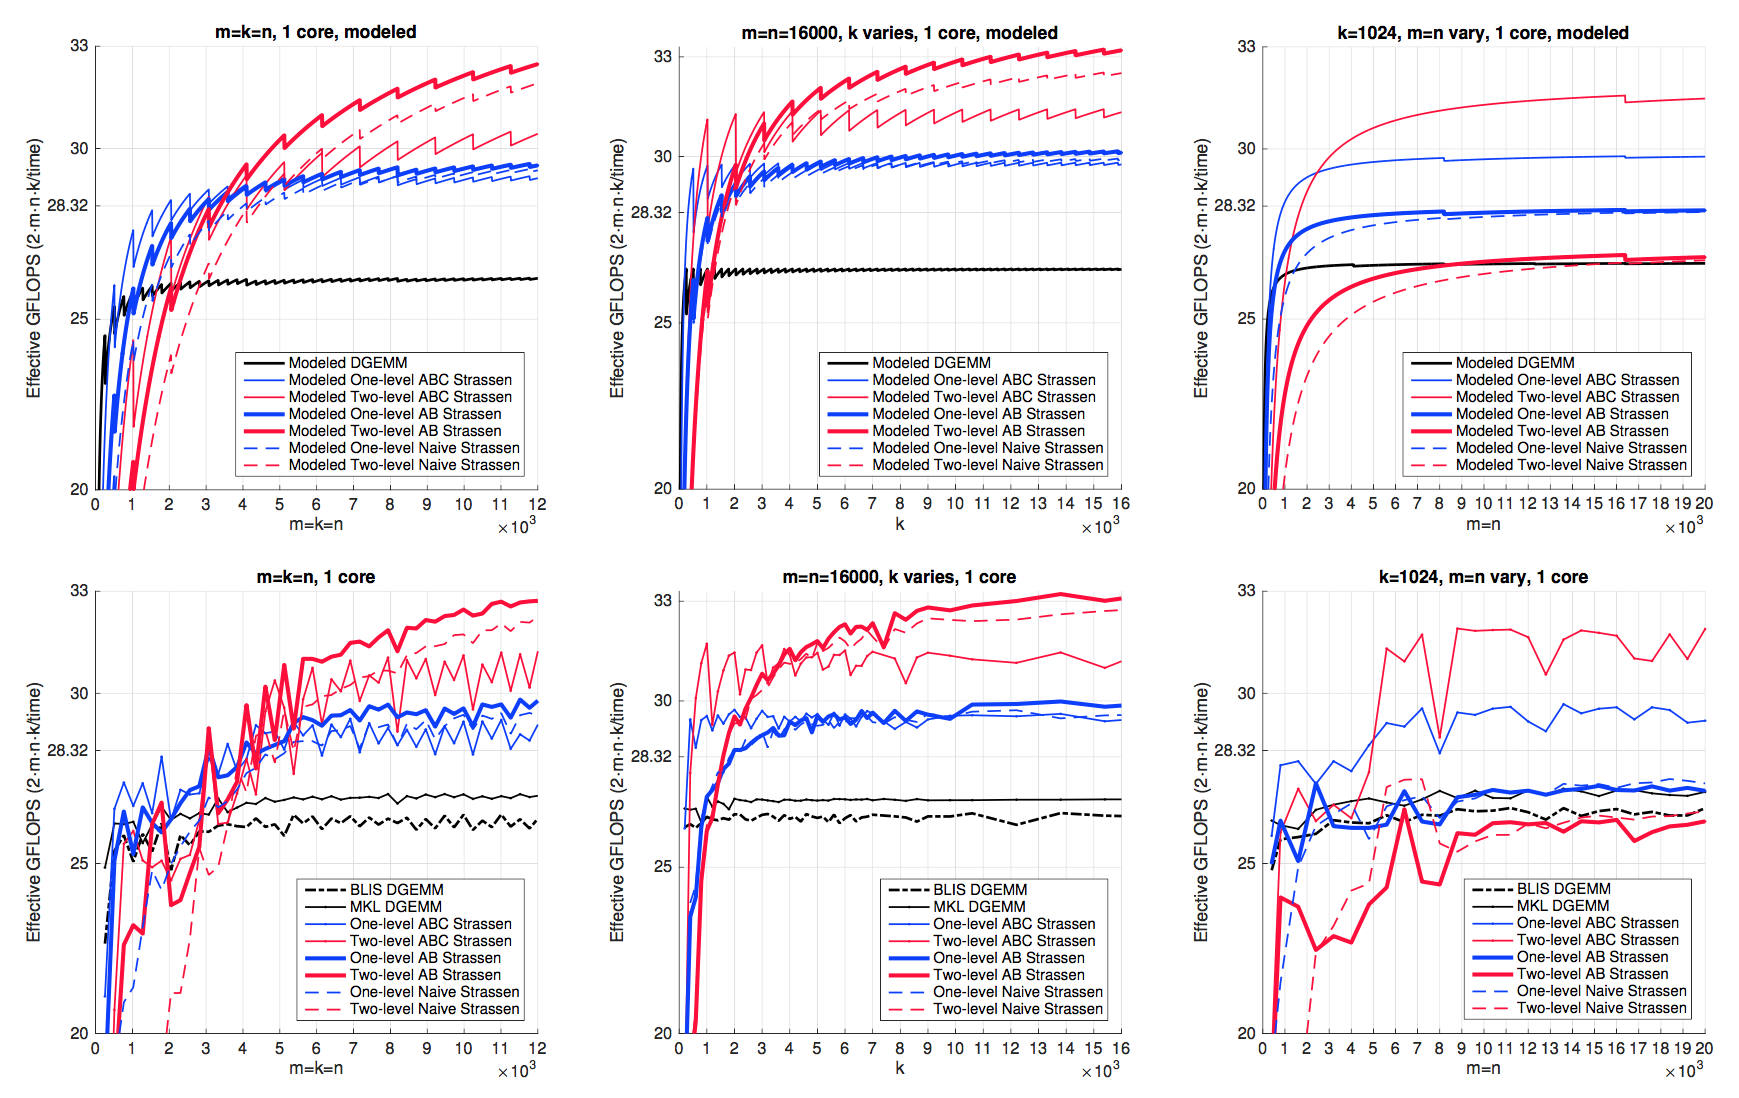 m=k=n, 1 core, modeled
33
30
28.32
25
20
Effective GFLOPS (2·m·n·k/time)
Modeled DGEMM
Modeled One-level ABC Strassen
Modeled Two-level ABC Strassen
Modeled One-level AB Strassen
Modeled Two-level AB Strassen
Modeled One-level Naive Strassen
Modeled Two-level Naive Strassen
0 1 2 3 4 5 6 7 8 9 10 11 12
m=k=n
×10³
m=n=16000, k varies, 1 core, modeled
33
30
28.32
25
20
Effective GFLOPS (2·m·n·k/time)
Modeled DGEMM
Modeled One-level ABC Strassen
Modeled Two-level ABC Strassen
Modeled One-level AB Strassen
Modeled Two-level AB Strassen
Modeled One-level Naive Strassen
Modeled Two-level Naive Strassen
0 1 2 3 4 5 6 7 8 9 10 11 12 13 14 15 16
k
×10³
k=1024, m=n vary, 1 core, modeled
33
30
28.32
25
20
Effective GFLOPS (2·m·n·k/time)
Modeled DGEMM
Modeled One-level ABC Strassen
Modeled Two-level ABC Strassen
Modeled One-level AB Strassen
Modeled Two-level AB Strassen
Modeled One-level Naive Strassen
Modeled Two-level Naive Strassen
0 1 2 3 4 5 6 7 8 9 10 11 12 13 14 15 16 17 18 19 20
m=n
×10³
m=k=n, 1 core
33
30
28.32
25
20
Effective GFLOPS (2·m·n·k/time)
BLIS DGEMM
MKL DGEMM
One-level ABC Strassen
Two-level ABC Strassen
One-level AB Strassen
Two-level AB Strassen
One-level Naive Strassen
Two-level Naive Strassen
0 1 2 3 4 5 6 7 8 9 10 11 12
m=k=n
×10³
m=n=16000, k varies, 1 core
33
30
28.32
25
20
Effective GFLOPS (2·m·n·k/time)
BLIS DGEMM
MKL DGEMM
One-level ABC Strassen
Two-level ABC Strassen
One-level AB Strassen
Two-level AB Strassen
One-level Naive Strassen
Two-level Naive Strassen
0 1 2 3 4 5 6 7 8 9 10 11 12 13 14 15 16
k
×10³
k=1024, m=n vary, 1 core
33
30
28.32
25
20
Effective GFLOPS (2·m·n·k/time)
BLIS DGEMM
MKL DGEMM
One-level ABC Strassen
Two-level ABC Strassen
One-level AB Strassen
Two-level AB Strassen
One-level Naive Strassen
Two-level Naive Strassen
0 1 2 3 4 5 6 7 8 9 10 11 12 13 14 15 16 17 18 19 20
m=n
×10³